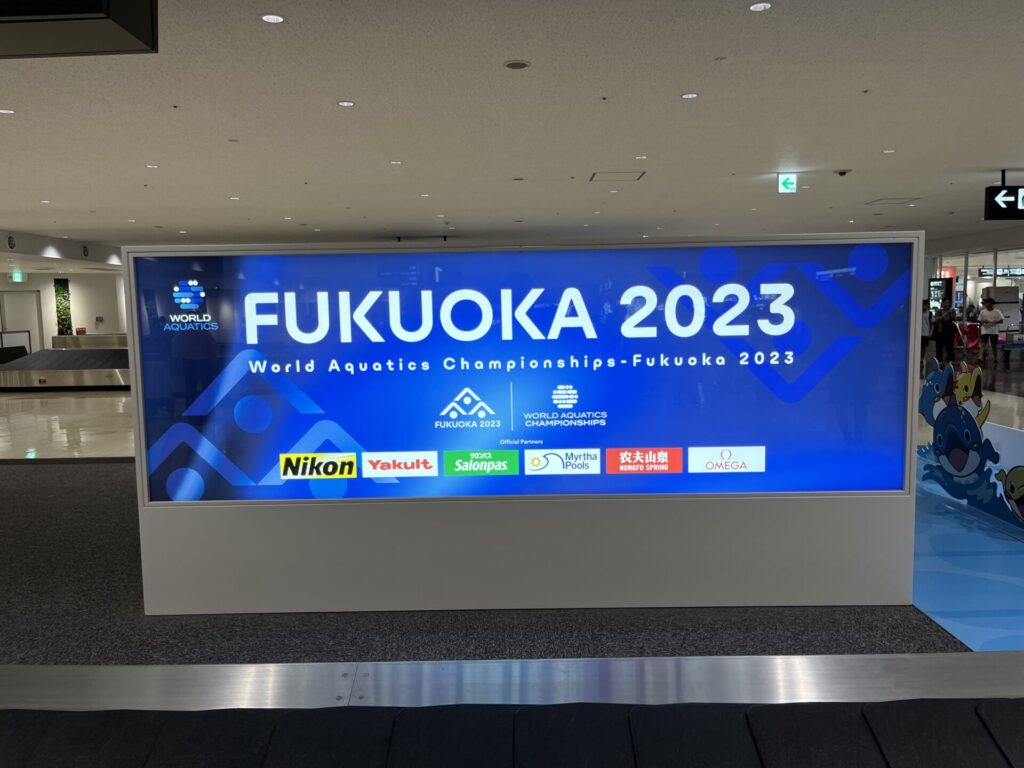 WORLD
AQUATICS
FUKUOKA 2023
World Aquatics Championships-Fukuoka 2023
FUKUOKA 2023
WORLD AQUATICS
CHAMPIONSHIPS
Official Partners
Nikon
Yakult
サロンパス
Salonpas
Myrtha
Pools
农夫山泉
NONGFU SPRING
OMEGA